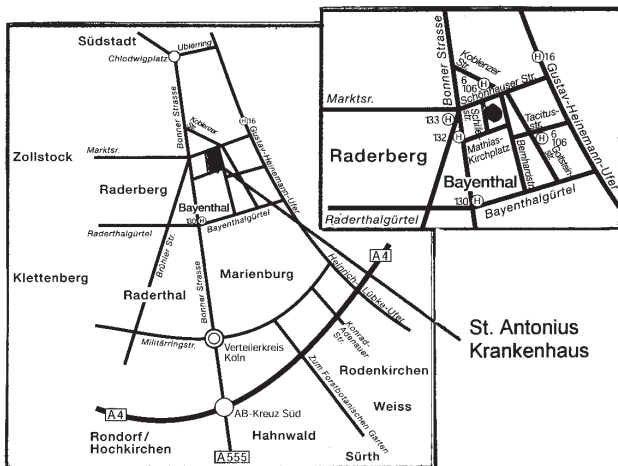 Südstadt
Ubierring
Chlodwigplatz
Bonner Strasse
H 16
Koblenzer
Str.
Gustav-Heinemann-Ufer
Zollstock
Marktsr.
Raderberg
Bayenthal
130 H
Bayenthalgürtel
Raderthalgürtel
Brühler Str.
Klettenberg
Bonner Strasse
Marienburg
A4
Heinrich-Lübke-Ufer
Raderthal
Militärringstr.
Verteilerkreis
Köln
Konrad-
Adenauer
Str.
Zum Forstbotanischen Garten
Rodenkirchen
Weiss
A4
AB-Kreuz Süd
Rondorf/
Hochkirchen
Hahnwald
A555
Sürth
Bonner Strasse
Koblenzer
Str.
H 16
6
106 H
Schönhauser Str.
Gustav-Heinemann-Ufer
Marktsr.
133 H
132 H
Schiller
str.
Tacitus-
str.
Mathias-
Kirchplatz
H 6
106
Raderberg
Bernhardstr.
Bayenthal
130 H
Bayenthalgürtel
Raderthalgürtel
St. Antonius
Krankenhaus